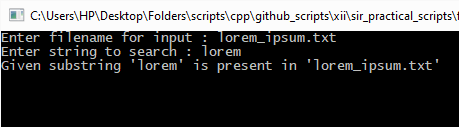 C:\Users\HP\Desktop\Folders\scripts\cpp\github_scripts\xii\sir_practical_scripts\f
Enter filename for input : lorem_ipsum.txt
Enter string to search : lorem
Given substring 'lorem' is present in 'lorem_ipsum.txt'